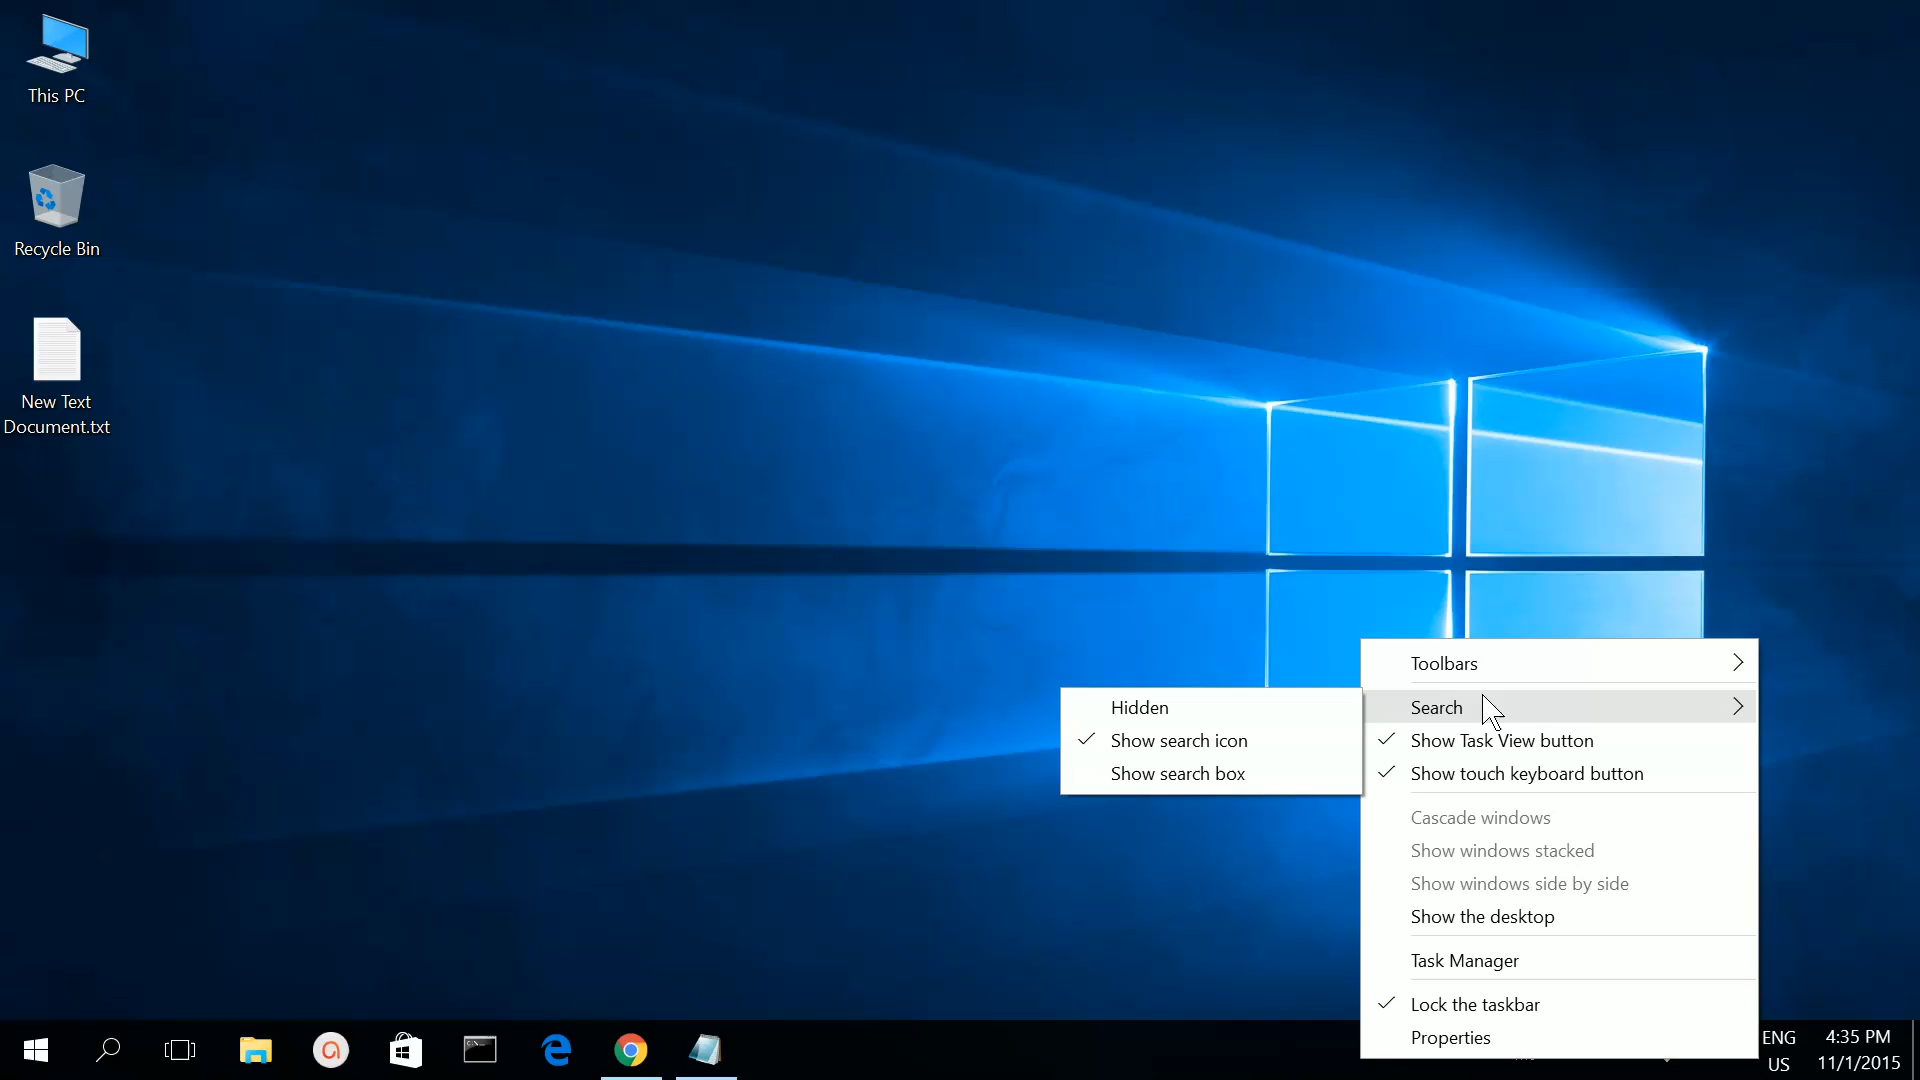 This PC
Recycle Bin
New Text
Document.txt
Toolbars
Search
Show Task View button
Show touch keyboard button
Cascade windows
Show windows stacked
Show windows side by side
Show the desktop
Task Manager
Lock the taskbar
Properties
Hidden
Show search icon
Show search box
ENG
US
4:35 PM
11/1/2015